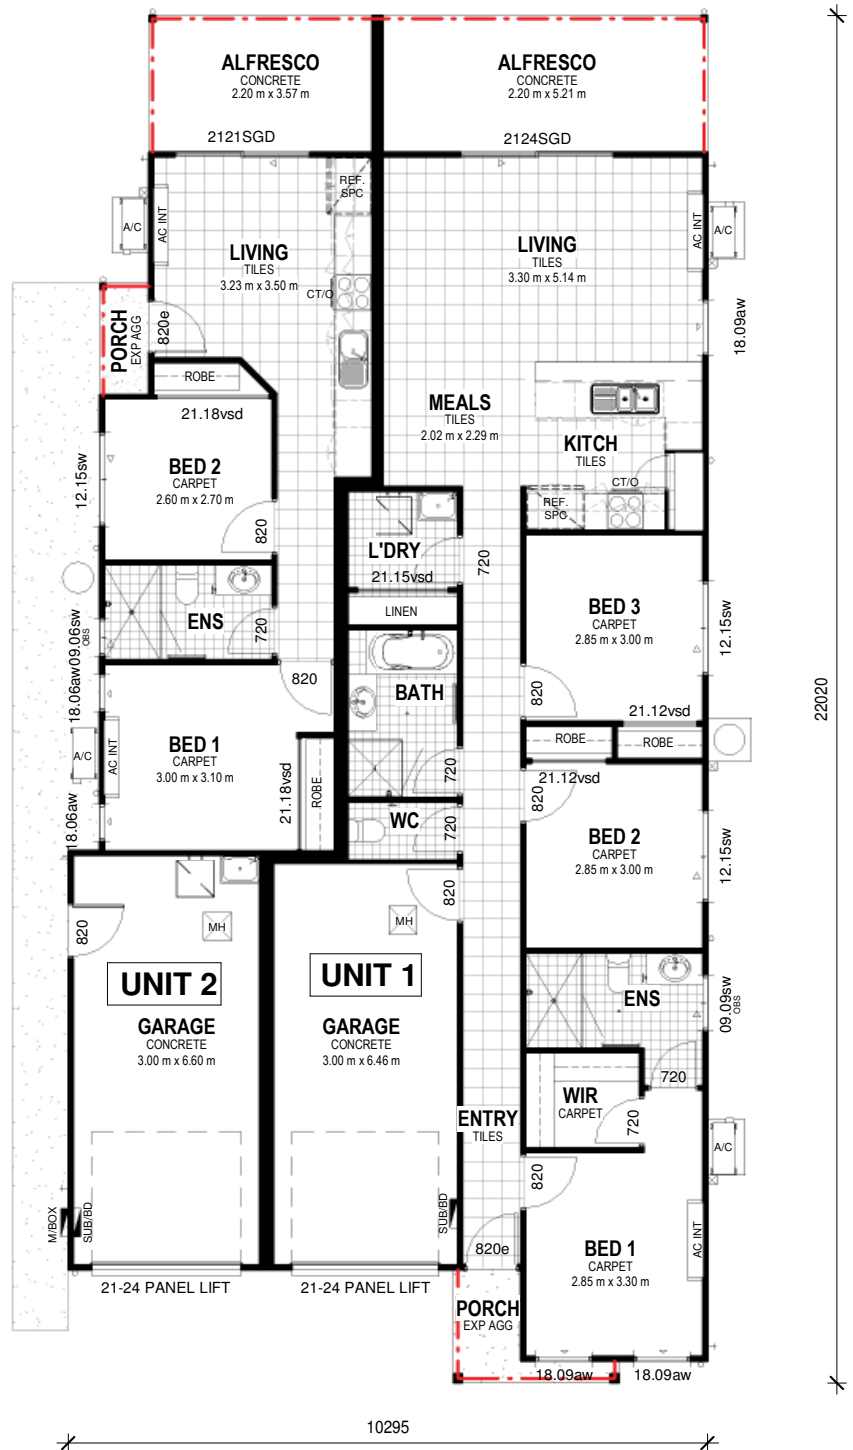 ALFRESCO
CONCRETE
2.20 m x 3.57 m
ALFRESCO
CONCRETE
2.20 m x 5.21 m
2121SGD
2124SGD
REF.
SPC
A/C
AC INT
LIVING
TILES
3.23 m x 3.50 m
CT/O
LIVING
TILES
3.30 m x 5.14 m
AC INT
A/C
18.09aw
PORCH
EXP AGG
820e
ROBE
21.18vsd
MEALS
TILES
2.02 m x 2.29 m
KITCH
TILES
CT/O
REF.
SPC
12.15sw
BED 2
CARPET
2.60 m x 2.70 m
820
L'DRY
21.15vsd
720
LINEN
BED 3
CARPET
2.85 m x 3.00 m
12.15sw
820
21.12vsd
ENS
720
09.06sw
OBS
18.06aw
820
BATH
720
BED 1
CARPET
3.00 m x 3.10 m
A/C
AC INT
18.06aw
21.18vsd
ROBE
ROBE
ROBE
21.12vsd
820
WC
720
BED 2
CARPET
2.85 m x 3.00 m
12.15sw
22020
820
MH
820
MH
UNIT 2
UNIT 1
GARAGE
CONCRETE
3.00 m x 6.60 m
GARAGE
CONCRETE
3.00 m x 6.46 m
ENS
09.09sw
OBS
720
WIR
CARPET
720
ENTRY
TILES
A/C
820
M/BOX
SUB/BD
SUB/BD
820e
BED 1
CARPET
2.85 m x 3.30 m
AC INT
21-24 PANEL LIFT
21-24 PANEL LIFT
PORCH
EXP AGG
18.09aw
18.09aw
10295